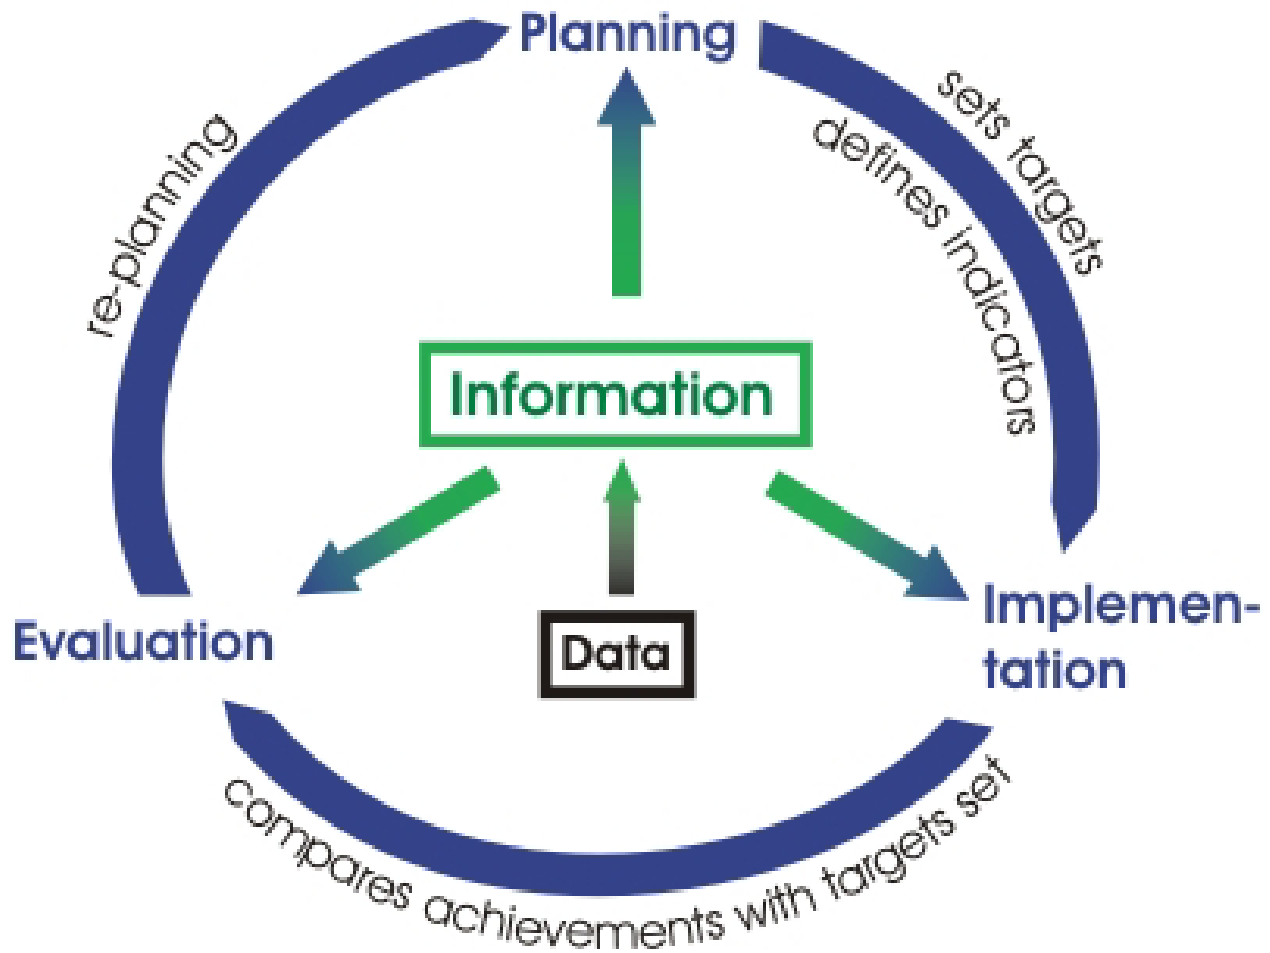 Planning
sets targets
defines indicators
re-planning
Information
Implemen-
tation
Evaluation
Data
compares achievements with targets set